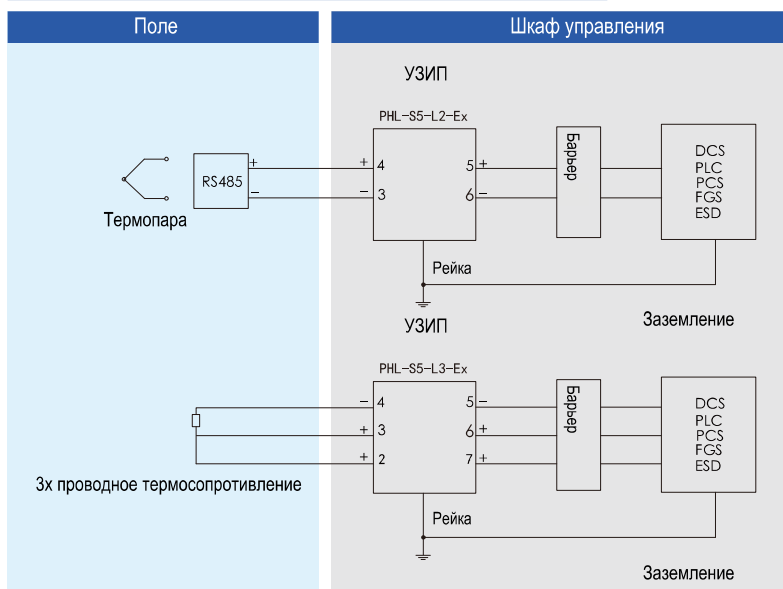 Поле
Шкаф управления
УЗИП
PHL-S5-L2-Ex
Термопара
RS485
+
−
+
4
−
3
5
+
6
−
Барьер
DCS
PLC
PCS
FGS
ESD
Рейка
Заземление
УЗИП
PHL-S5-L3-Ex
3х проводное термосопротивление
−
4
+
3
+
2
5
−
6
+
7
+
Барьер
DCS
PLC
PCS
FGS
ESD
Рейка
Заземление